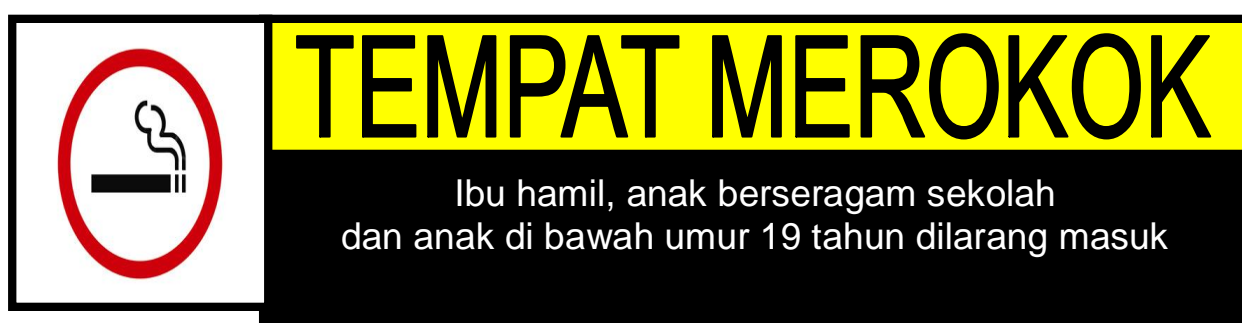 TEMPAT MEROKOK
Ibu hamil, anak berseragam sekolah
dan anak di bawah umur 19 tahun dilarang masuk